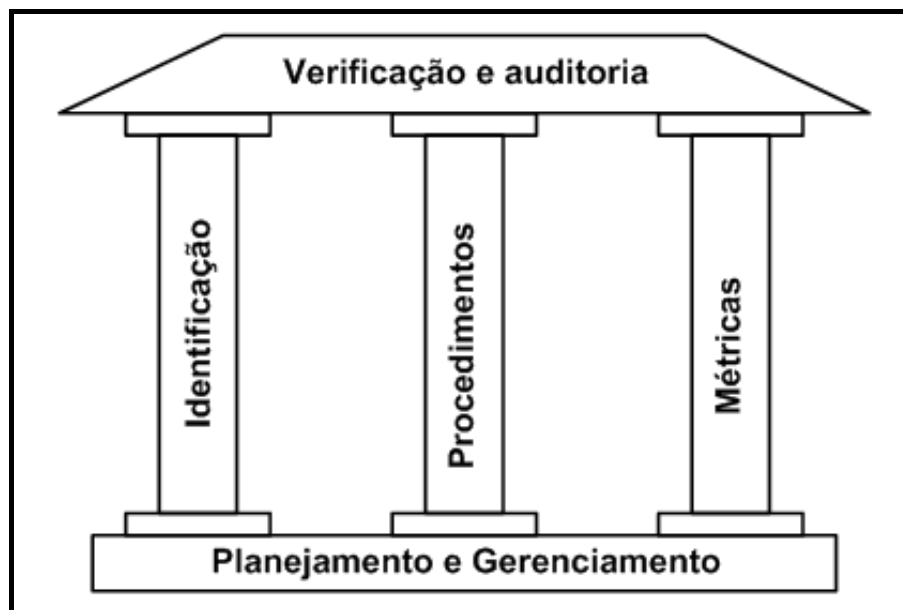 Verificação e auditoria
Identificação
Procedimentos
Métricas
Planejamento e Gerenciamento